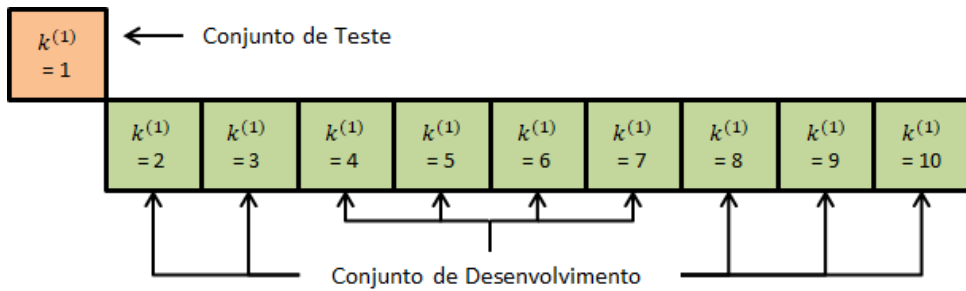 k^(1)
= 1
Conjunto de Teste
k^(1) k^(1) k^(1) k^(1) k^(1) k^(1) k^(1) k^(1) k^(1)
= 2 = 3 = 4 = 5 = 6 = 7 = 8 = 9 = 10
Conjunto de Desenvolvimento